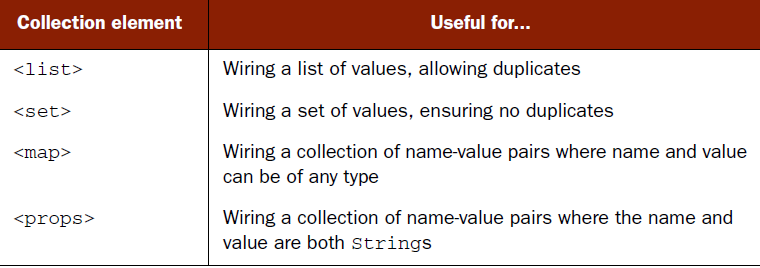 Collection element Useful for...
<list> Wiring a list of values, allowing duplicates
<set> Wiring a set of values, ensuring no duplicates
<map> Wiring a collection of name-value pairs where name and value
can be of any type
<props> Wiring a collection of name-value pairs where the name and
value are both Strings